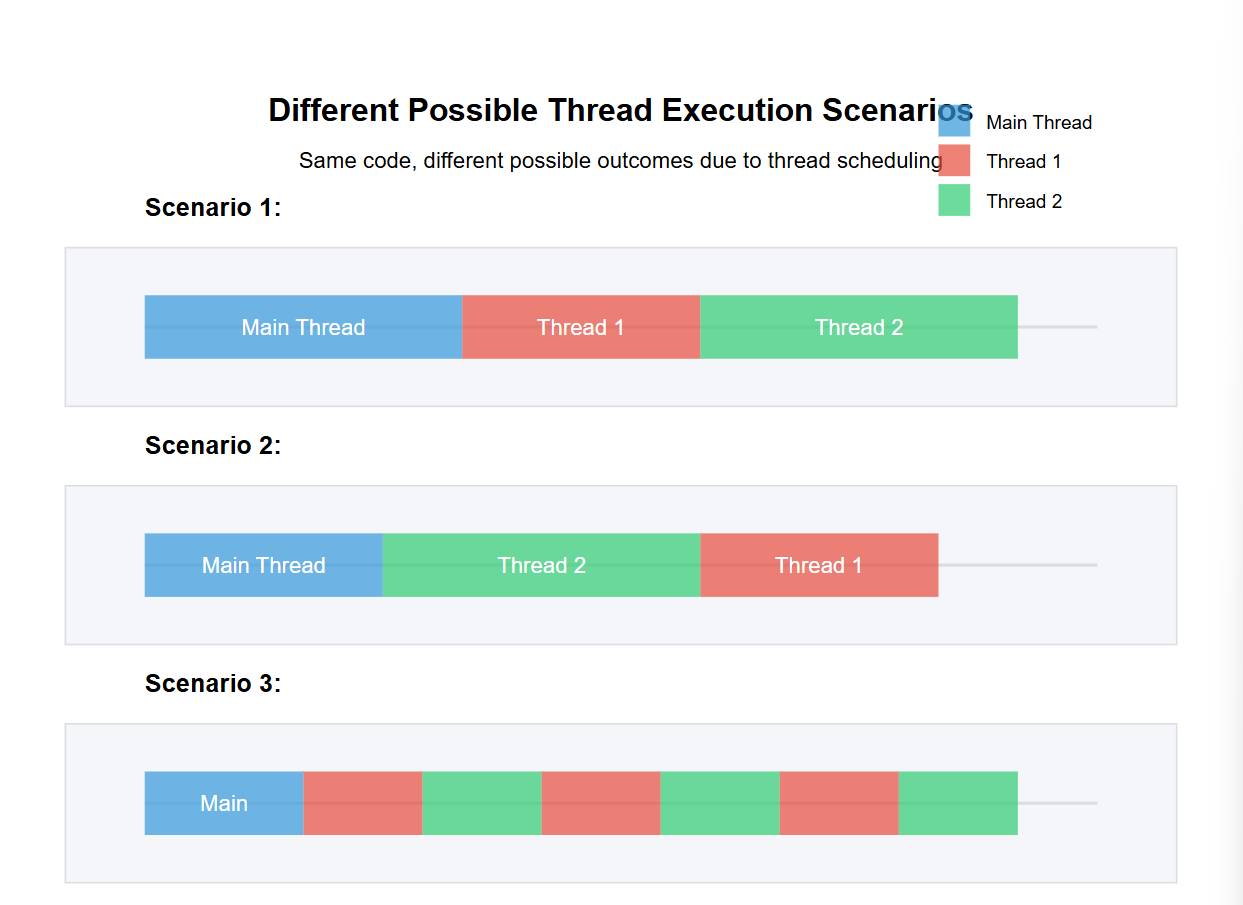 Different Possible Thread Execution Scenarios
Main Thread
Same code, different possible outcomes due to thread scheduling
Thread 1
Thread 2
Scenario 1:
Main Thread Thread 1 Thread 2
Scenario 2:
Main Thread Thread 2 Thread 1
Scenario 3:
Main